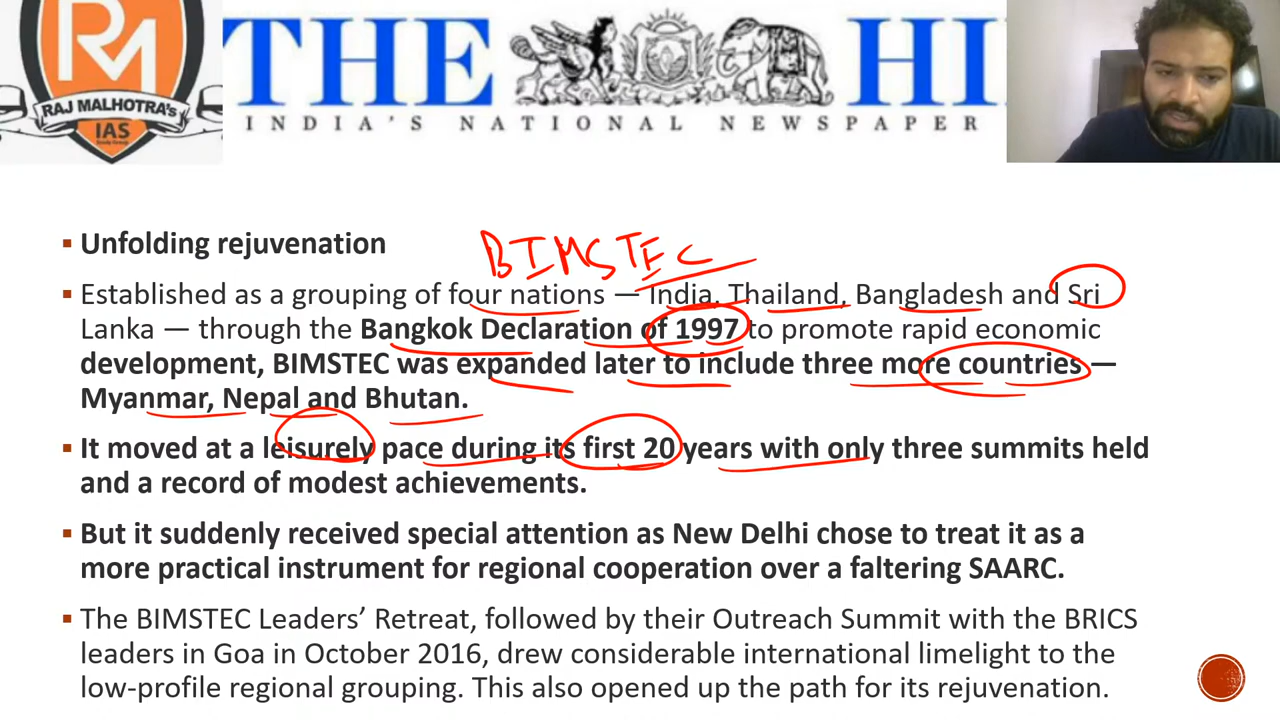 RM
RAJ MALHOTRA's
IAS
THE HI
INDIA'S NATIONAL NEWSPAPER
▪ Unfolding rejuvenation
BIMSTEC
▪ Established as a grouping of four nations — India, Thailand, Bangladesh and Sri
Lanka — through the Bangkok Declaration of 1997 to promote rapid economic
development, BIMSTEC was expanded later to include three more countries —
Myanmar, Nepal and Bhutan.
▪ It moved at a leisurely pace during its first 20 years with only three summits held
and a record of modest achievements.
▪ But it suddenly received special attention as New Delhi chose to treat it as a
more practical instrument for regional cooperation over a faltering SAARC.
▪ The BIMSTEC Leaders’ Retreat, followed by their Outreach Summit with the BRICS
leaders in Goa in October 2016, drew considerable international limelight to the
low-profile regional grouping. This also opened up the path for its rejuvenation.